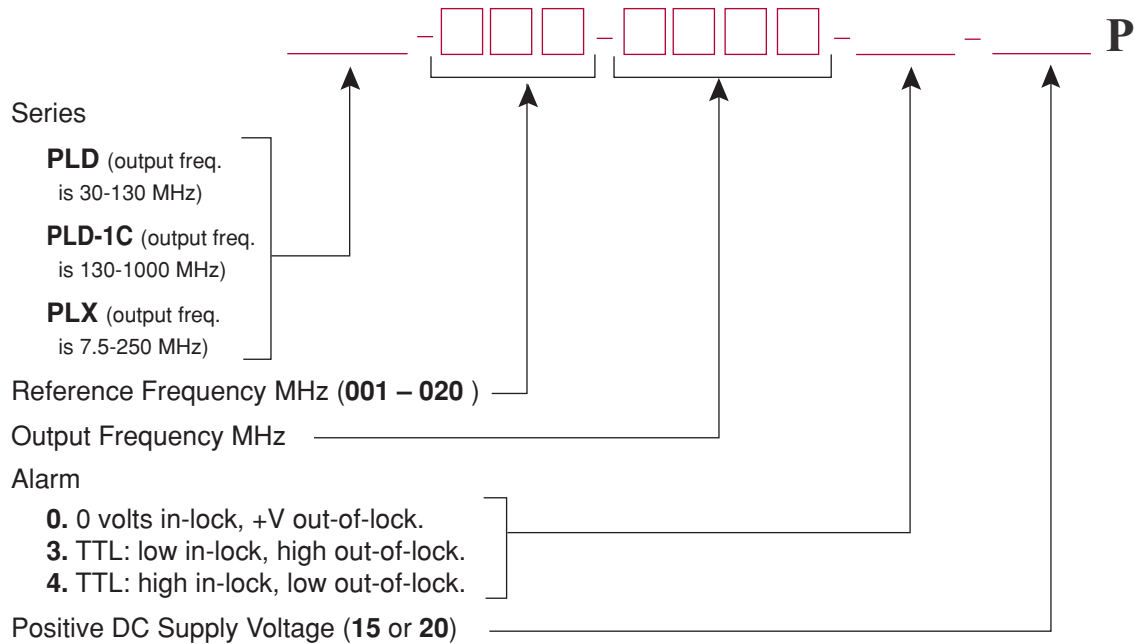 – – – – P
Series
PLD (output freq.
is 30-130 MHz)
PLD-1C (output freq.
is 130-1000 MHz)
PLX (output freq.
is 7.5-250 MHz)
Reference Frequency MHz (001 – 020 )
Output Frequency MHz
Alarm
0. 0 volts in-lock, +V out-of-lock.
3. TTL: low in-lock, high out-of-lock.
4. TTL: high in-lock, low out-of-lock.
Positive DC Supply Voltage (15 or 20)